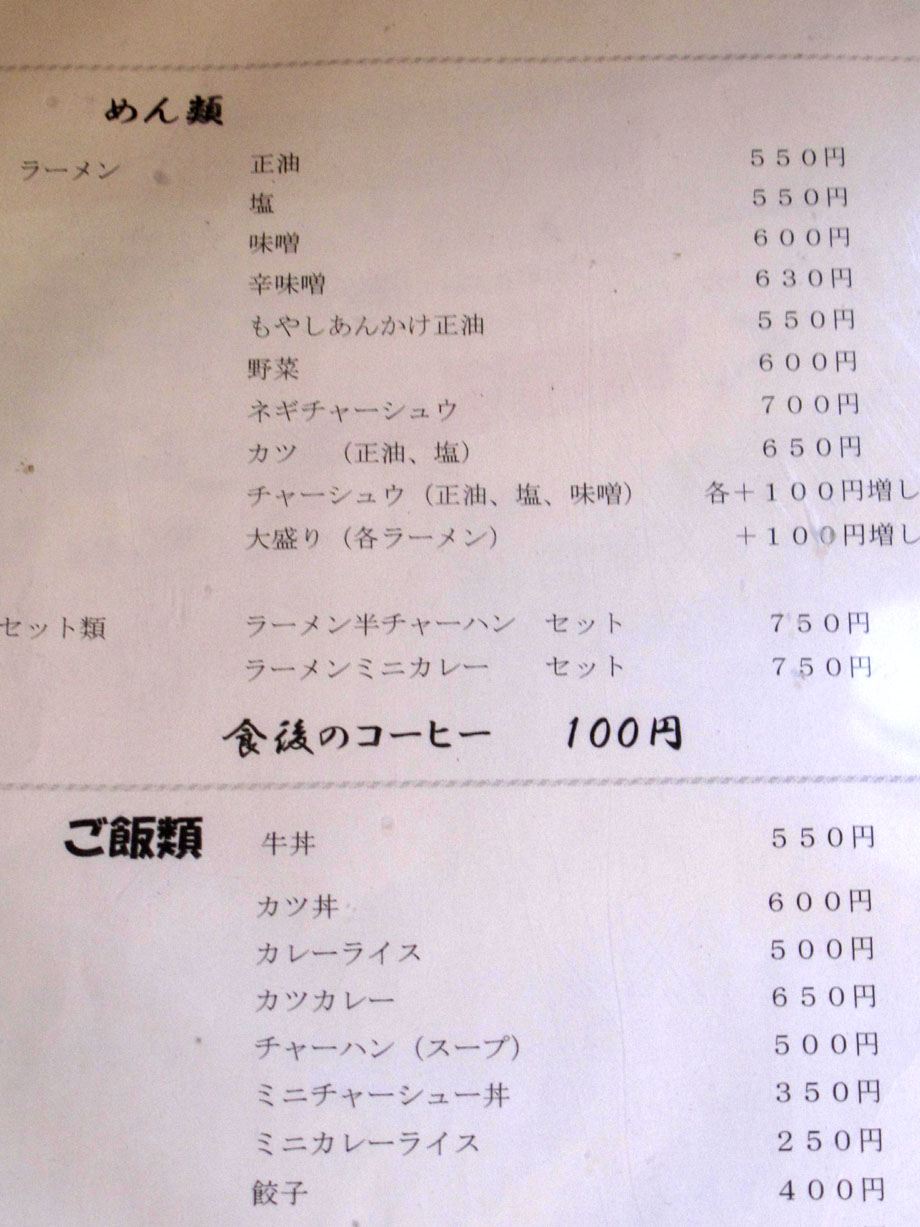 めん類
ラーメン 正油 550円
塩 550円
味噌 600円
辛味噌 630円
もやしあんかけ正油 550円
野菜 600円
ネギチャーシュウ 700円
カツ （正油、塩） 650円
チャーシュウ（正油、塩、味噌） 各＋100円増し
大盛り（各ラーメン） ＋100円増し
セット類 ラーメン半チャーハン セット 750円
ラーメンミニカレー セット 750円
食後のコーヒー 100円
ご飯類 牛丼 550円
カツ丼 600円
カレーライス 500円
カツカレー 650円
チャーハン（スープ） 500円
ミニチャーシュー丼 350円
ミニカレーライス 250円
餃子 400円